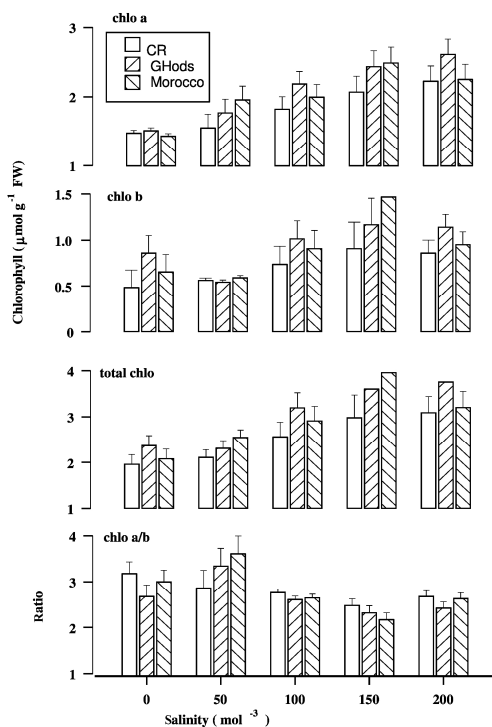 chlo a
3
2
1
CR
GHods
Morocco
Chlorophyll ( μmol g -1 FW)
chlo b
1.5
1.0
0.5
0
total chlo
4
3
2
1
chlo a/b
4
3
2
1
Ratio
0 50 100 150 200
Salinity ( mol -3 )